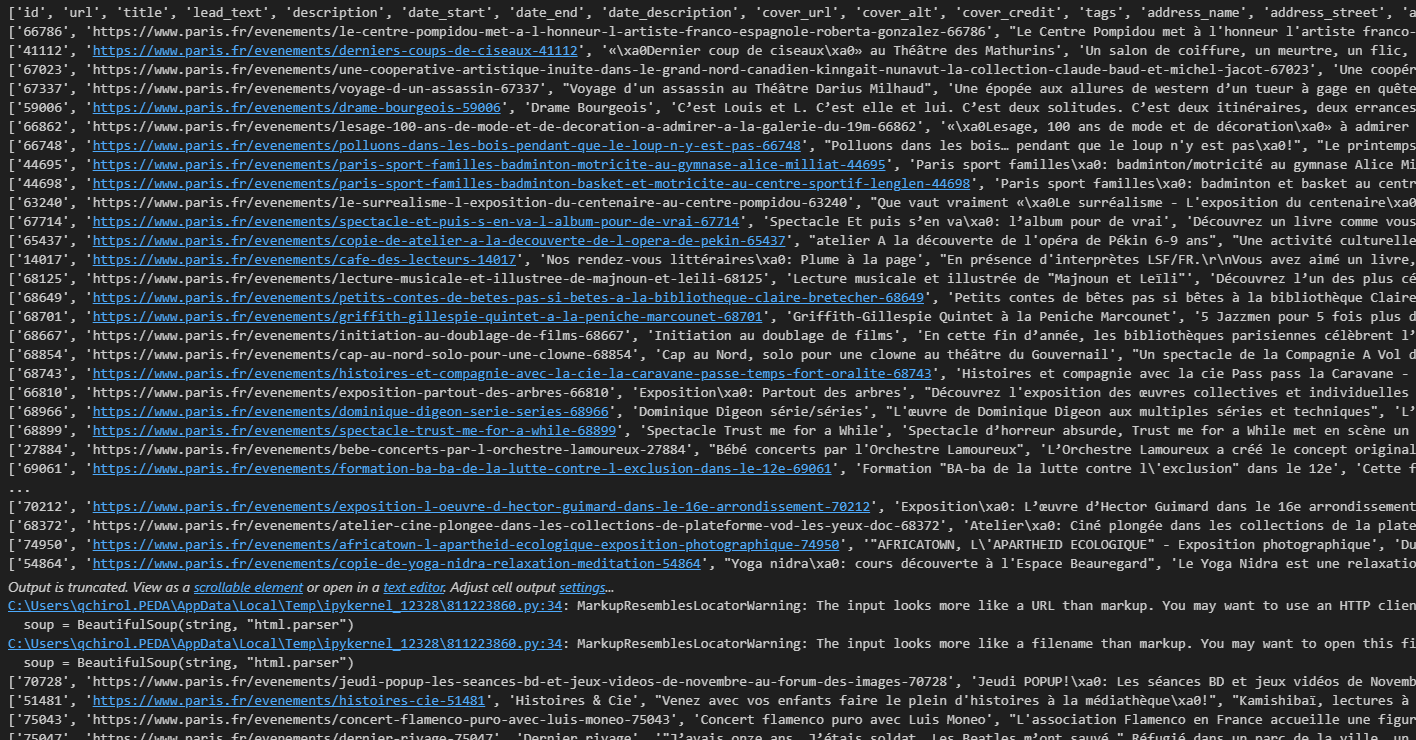 ['id', 'url', 'title', 'lead_text', 'description', 'date_start', 'date_end', 'date_description', 'cover_url', 'cover_alt', 'cover_credit', 'tags', 'address_name', 'address_street', 'a
['66786', 'https://www.paris.fr/evenements/le-centre-pompidou-met-a-l-honneur-l-artiste-franco-espagnole-roberta-gonzalez-66786', "Le Centre Pompidou met à l'honneur l'artiste franco-
['41112', 'https://www.paris.fr/evenements/derniers-coups-de-ciseaux-41112', '«\xa0Dernier coup de ciseaux\xa0» au Théâtre des Mathurins', 'Un salon de coiffure, un meurtre, un flic,
['67023', 'https://www.paris.fr/evenements/une-cooperative-artistique-inuite-dans-le-grand-nord-canadien-kinngait-nunavut-la-collection-claude-baud-et-michel-jacot-67023', 'Une coopér
['67337', 'https://www.paris.fr/evenements/voyage-d-un-assassin-67337', "Voyage d'un assassin au Théâtre Darius Milhaud", 'Une épopée aux allures de western d’un tueur à gage en quête
['59006', 'https://www.paris.fr/evenements/drame-bourgeois-59006', 'Drame Bourgeois', 'C’est Louis et L. C’est elle et lui. C’est deux solitudes. C’est deux itinéraires, deux errances
['66862', 'https://www.paris.fr/evenements/lesage-100-ans-de-mode-et-de-decoration-a-admirer-a-la-galerie-du-19m-66862', '«\xa0Lesage, 100 ans de mode et de décoration\xa0» à admirer
['66748', 'https://www.paris.fr/evenements/polluons-dans-les-bois-pendant-que-le-loup-n-y-est-pas-66748', "Polluons dans les bois… pendant que le loup n'y est pas\xa0!", "Le printemps
['44695', 'https://www.paris.fr/evenements/paris-sport-familles-badminton-motricite-au-gymnase-alice-milliat-44695', 'Paris sport familles\xa0: badminton/motricité au gymnase Alice Mi
['44698', 'https://www.paris.fr/evenements/paris-sport-familles-badminton-basket-et-motricite-au-centre-sportif-lenglen-44698', 'Paris sport familles\xa0: badminton et basket au centr
['63240', 'https://www.paris.fr/evenements/le-surrealisme-l-exposition-du-centenaire-au-centre-pompidou-63240', "Que vaut vraiment «\xa0Le surréalisme - L'exposition du centenaire\xa0
['67714', 'https://www.paris.fr/evenements/spectacle-et-puis-s-en-va-l-album-pour-de-vrai-67714', 'Spectacle Et puis s’en va\xa0: l’album pour de vrai', 'Découvrez un livre comme vous
['65437', 'https://www.paris.fr/evenements/copie-de-atelier-a-la-decouverte-de-l-opera-de-pekin-65437', "atelier A la découverte de l'opéra de Pékin 6-9 ans", "Une activité culturelle
['14017', 'https://www.paris.fr/evenements/cafe-des-lecteurs-14017', 'Nos rendez-vous littéraires\xa0: Plume à la page', "En présence d'interprètes LSF/FR.\r\nVous avez aimé un livre,
['68125', 'https://www.paris.fr/evenements/lecture-musicale-et-illustree-de-majnoun-et-leili-68125', 'Lecture musicale et illustrée de "Majnoun et Leïli"', 'Découvrez l’un des plus cé
['68649', 'https://www.paris.fr/evenements/petits-contes-de-betes-pas-si-betes-a-la-bibliotheque-claire-bretecher-68649', 'Petits contes de bêtes pas si bêtes à la bibliothèque Claire
['68701', 'https://www.paris.fr/evenements/griffith-gillespie-quintet-a-la-peniche-marcounet-68701', 'Griffith-Gillespie Quintet à la Peniche Marcounet', '5 Jazzmen pour 5 fois plus d
['68667', 'https://www.paris.fr/evenements/initiation-au-doublage-de-films-68667', 'Initiation au doublage de films', 'En cette fin d’année, les bibliothèques parisiennes célèbrent l’
['68854', 'https://www.paris.fr/evenements/cap-au-nord-solo-pour-une-clowne-68854', 'Cap au Nord, solo pour une clowne au théâtre du Gouvernail', "Un spectacle de la Compagnie A Vol d
['68743', 'https://www.paris.fr/evenements/histoires-et-compagnie-avec-la-cie-la-caravane-passe-temps-fort-oralite-68743', 'Histoires et compagnie avec la cie Pass pass la Caravane -
['66810', 'https://www.paris.fr/evenements/exposition-partout-des-arbres-66810', 'Exposition\xa0: Partout des arbres', "Découvrez l'exposition des œuvres collectives et individuelles
['68966', 'https://www.paris.fr/evenements/dominique-digeon-serie-series-68966', 'Dominique Digeon série/séries', "L'œuvre de Dominique Digeon aux multiples séries et techniques", 'L’
['68899', 'https://www.paris.fr/evenements/spectacle-trust-me-for-a-while-68899', 'Spectacle Trust me for a While', 'Spectacle d’horreur absurde, Trust me for a While met en scène un
['27884', 'https://www.paris.fr/evenements/bebe-concerts-par-l-orchestre-lamoureux-27884', "Bébé concerts par l'Orchestre Lamoureux", 'L’Orchestre Lamoureux a créé le concept original
['69061', 'https://www.paris.fr/evenements/formation-ba-ba-de-la-lutte-contre-l-exclusion-dans-le-12e-69061', 'Formation "BA-ba de la lutte contre l\'exclusion" dans le 12e', 'Cette f
...
['70212', 'https://www.paris.fr/evenements/exposition-l-oeuvre-d-hector-guimard-dans-le-16e-arrondissement-70212', 'Exposition\xa0: L’œuvre d’Hector Guimard dans le 16e arrondissement
['68372', 'https://www.paris.fr/evenements/atelier-cine-plongee-dans-les-collections-de-plateforme-vod-les-yeux-doc-68372', 'Atelier\xa0: Ciné plongée dans les collections de la plate
['74950', 'https://www.paris.fr/evenements/africatown-l-apartheid-ecologique-exposition-photographique-74950', '"AFRICATOWN, L\'APARTHEID ECOLOGIQUE" - Exposition photographique', 'Du
['54864', 'https://www.paris.fr/evenements/copie-de-yoga-nidra-relaxation-meditation-54864', "Yoga nidra\xa0: cours découverte à l'Espace Beauregard", 'Le Yoga Nidra est une relaxatio
Output is truncated. View as a scrollable element or open in a text editor. Adjust cell output settings...
C:\Users\qchirol.PEDA\AppData\Local\Temp\ipykernel_12328\811223860.py:34: MarkupResemblesLocatorWarning: The input looks more like a URL than markup. You may want to use an HTTP clien
soup = BeautifulSoup(string, "html.parser")
C:\Users\qchirol.PEDA\AppData\Local\Temp\ipykernel_12328\811223860.py:34: MarkupResemblesLocatorWarning: The input looks more like a filename than markup. You may want to open this fi
soup = BeautifulSoup(string, "html.parser")
['70728', 'https://www.paris.fr/evenements/jeudi-popup-les-seances-bd-et-jeux-videos-de-novembre-au-forum-des-images-70728', 'Jeudi POPUP!\xa0: Les séances BD et jeux vidéos de Novemb
['51481', 'https://www.paris.fr/evenements/histoires-cie-51481', 'Histoires & Cie', "Venez avec vos enfants faire le plein d'histoires à la médiathèque\xa0!", "Kamishibaï, lectures à
['75043', 'https://www.paris.fr/evenements/concert-flamenco-puro-avec-luis-moneo-75043', 'Concert flamenco puro avec Luis Moneo', "L'association Flamenco en France accueille une figur
['75047', 'https://www.paris.fr/evenements/dernier-rivage-75047', 'Dernier rivage', '"J’avais onze ans. J’étais soldat. Les Beatles m’ont sauvé." Réfugié dans un parc de la ville, un